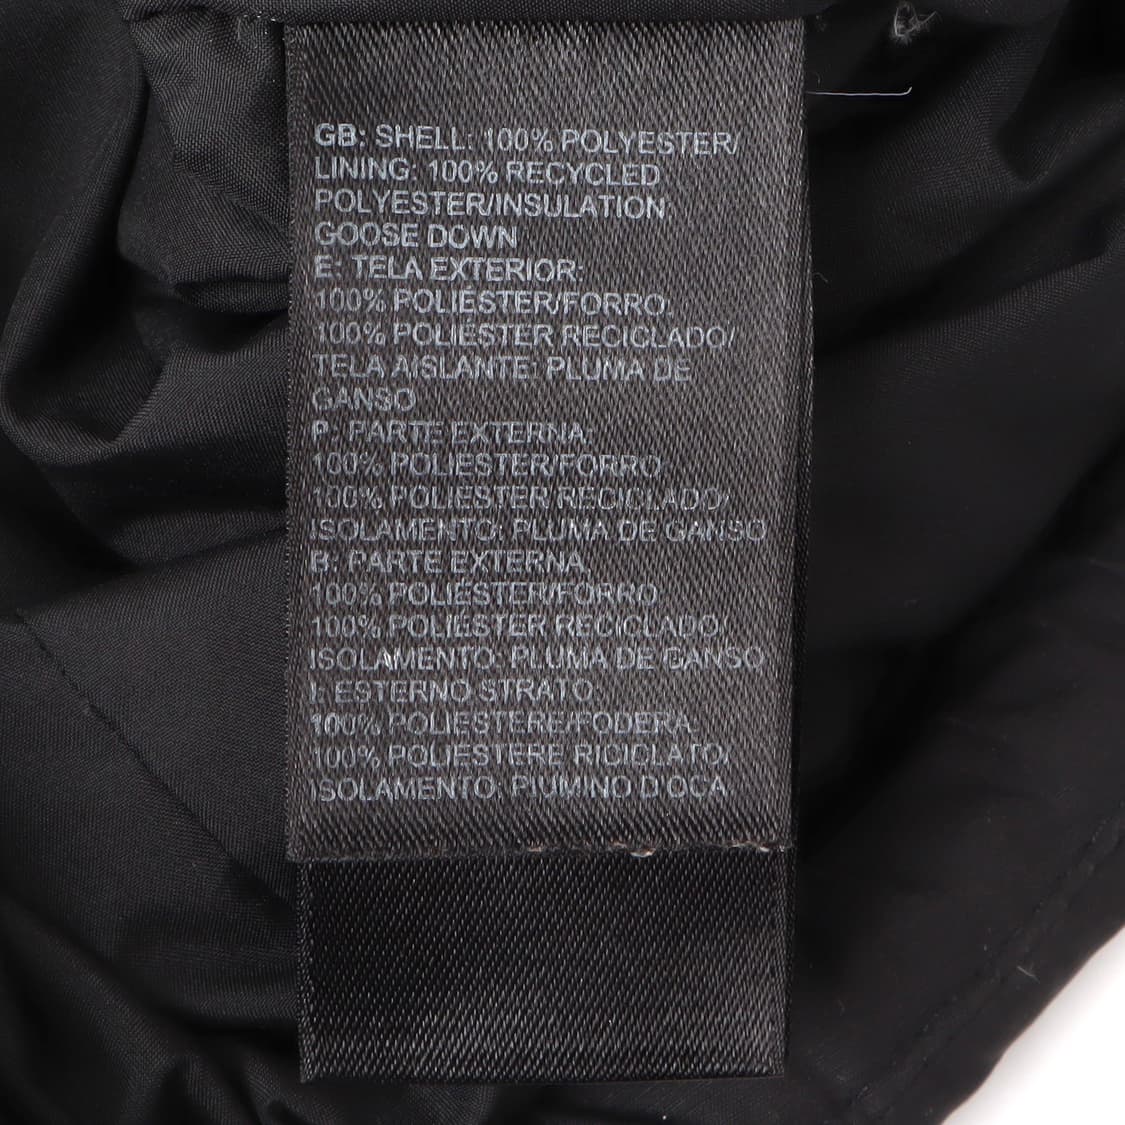 GB: SHELL: 100% POLYESTER/
LINING: 100% RECYCLED
POLYESTER/INSULATION:
GOOSE DOWN
E: TELA EXTERIOR:
100% POLIÉSTER/FORRO:
100% POLIÉSTER RECICLADO/
TELA AISLANTE: PLUMA DE
GANSO
P: PARTE EXTERNA:
100% POLIÉSTER/FORRO:
100% POLIÉSTER RECICLADO/
ISOLAMENTO: PLUMA DE GANSO
B: PARTE EXTERNA:
100% POLIÉSTER/FORRO:
100% POLIÉSTER RECICLADO/
ISOLAMENTO: PLUMA DE GANSO
I: ESTERNO STRATO:
100% POLIESTERE/FODERA:
100% POLIESTERE RICICLATO/
ISOLAMENTO: PIUMINO D'OCA